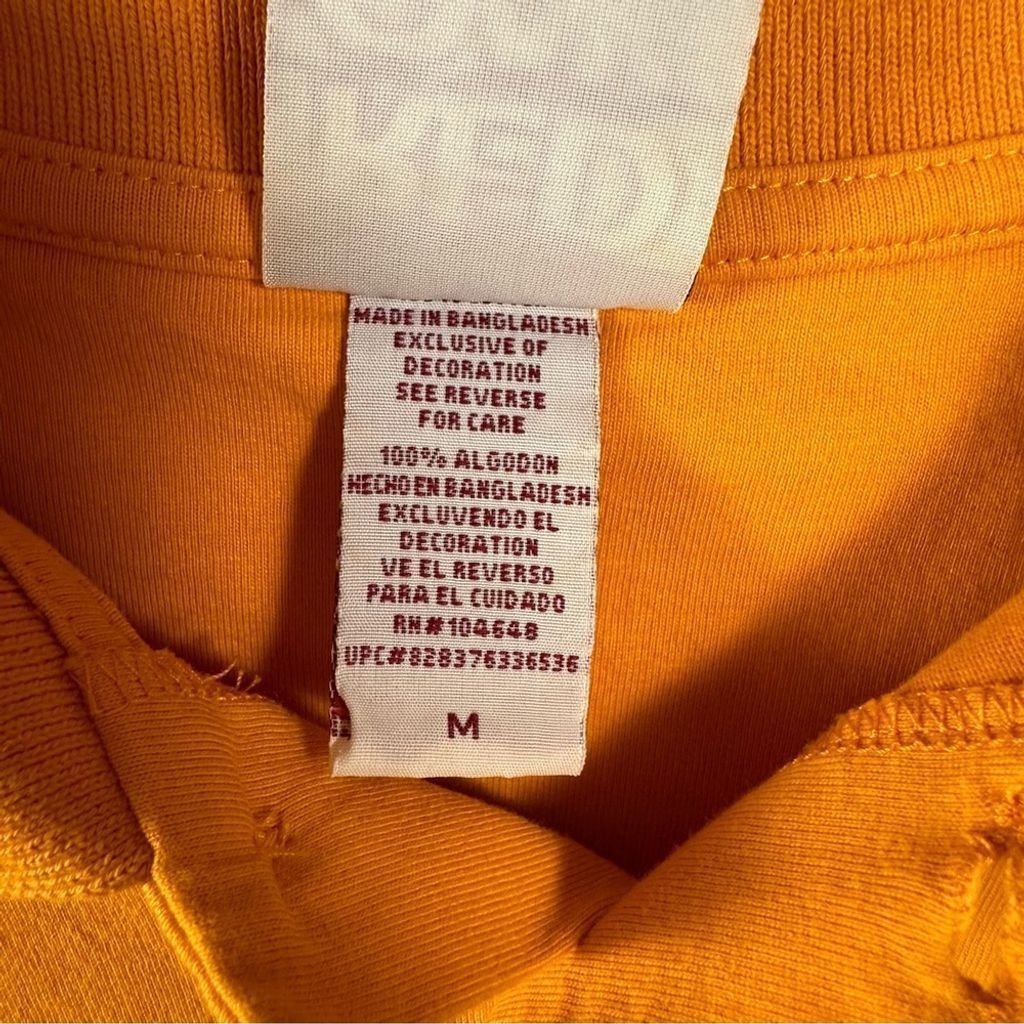 MADE IN BANGLADESH
EXCLUSIVE OF
DECORATION
SEE REVERSE
FOR CARE
100% ALGODON
HECHO EN BANGLADESH
EXCLUVENDO EL
DECORATION
VE EL REVERSO
PARA EL CUIDADO
RN#104648
UPC#828376336536
M